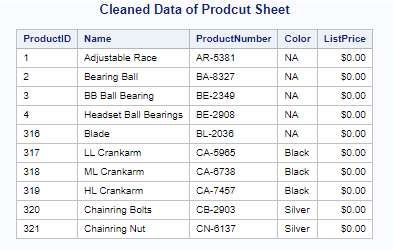 Cleaned Data of Prodcut Sheet
ProductID Name ProductNumber Color ListPrice
1 Adjustable Race AR-5381 NA $0.00
2 Bearing Ball BA-8327 NA $0.00
3 BB Ball Bearing BE-2349 NA $0.00
4 Headset Ball Bearings BE-2908 NA $0.00
316 Blade BL-2036 NA $0.00
317 LL Crankarm CA-5965 Black $0.00
318 ML Crankarm CA-6738 Black $0.00
319 HL Crankarm CA-7457 Black $0.00
320 Chainring Bolts CB-2903 Silver $0.00
321 Chainring Nut CN-6137 Silver $0.00